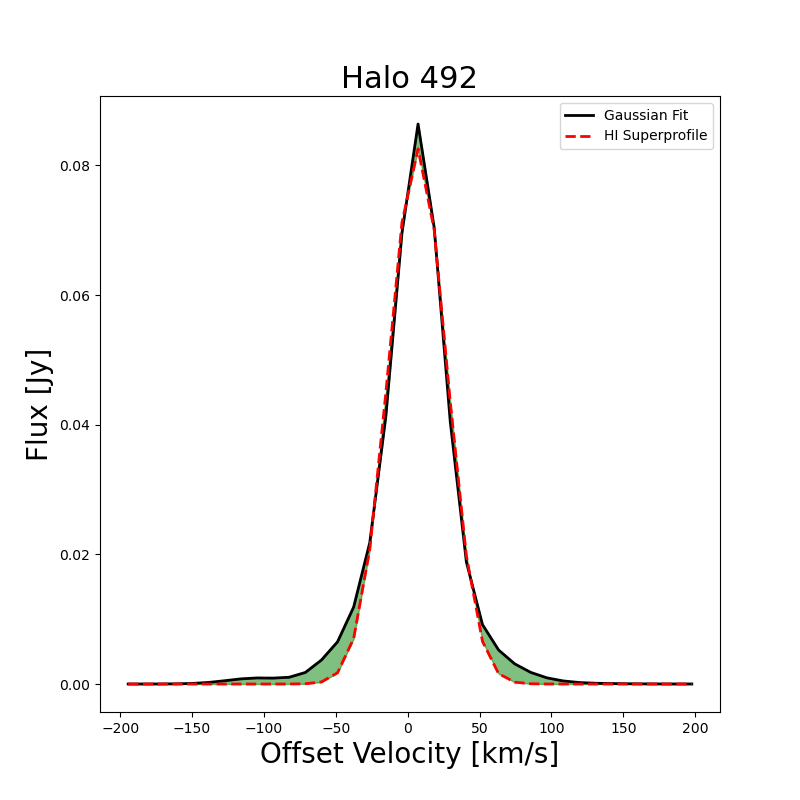 Halo 492
Gaussian Fit
HI Superprofile
Flux [Jy]
0.08
0.06
0.04
0.02
0.00
−200 −150 −100 −50 0 50 100 150 200
Offset Velocity [km/s]